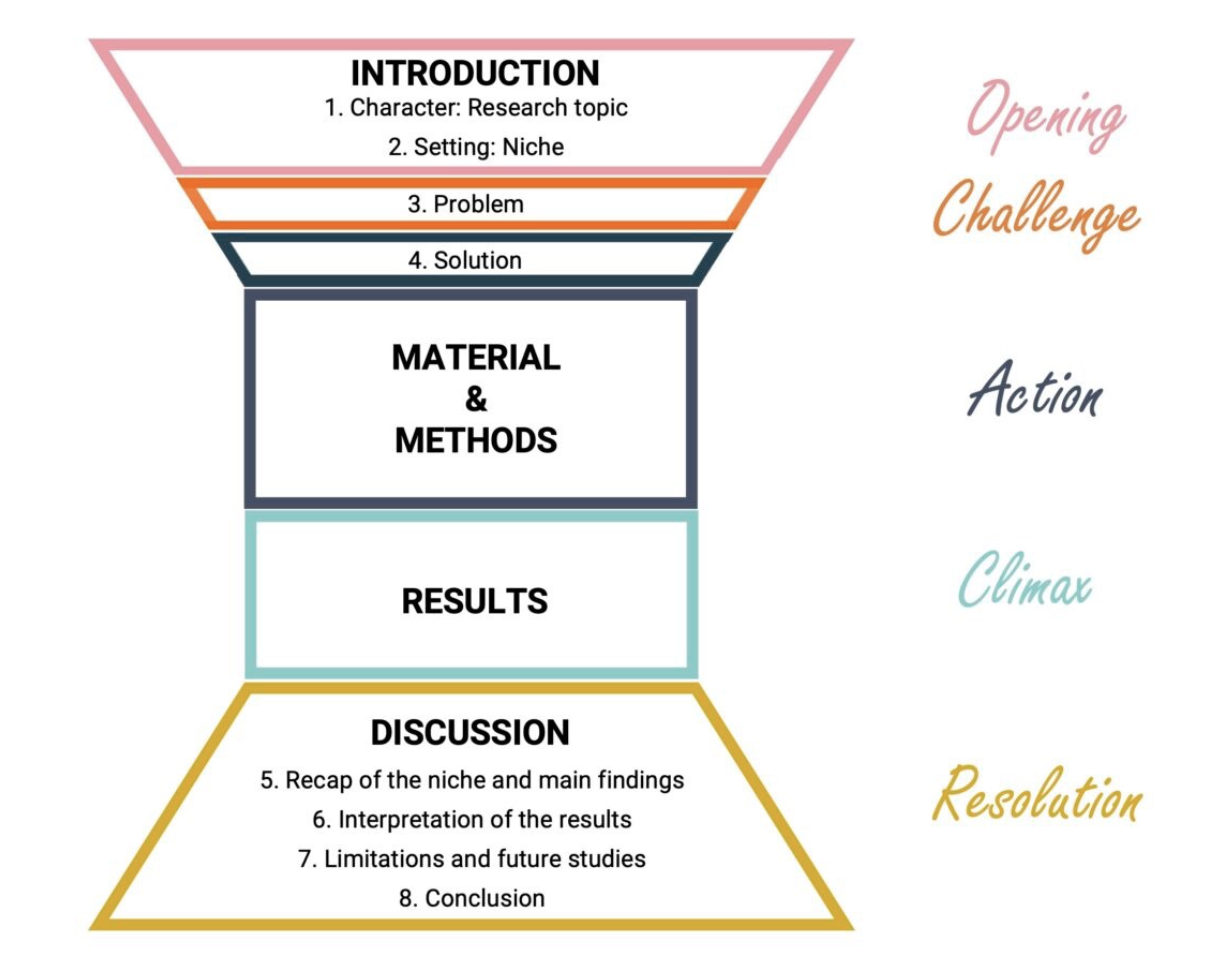 INTRODUCTION
1. Character: Research topic
2. Setting: Niche
Opening
3. Problem
Challenge
4. Solution
MATERIAL
&
METHODS
Action
RESULTS
Climax
DISCUSSION
5. Recap of the niche and main findings
6. Interpretation of the results
7. Limitations and future studies
8. Conclusion
Resolution